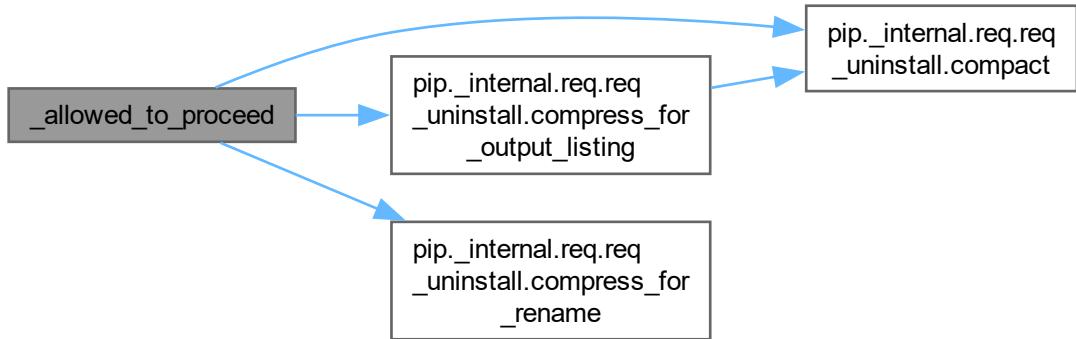 _allowed_to_proceed
pip._internal.req.req
_uninstall.compress_for
_output_listing
pip._internal.req.req
_uninstall.compact
pip._internal.req.req
_uninstall.compress_for
_rename